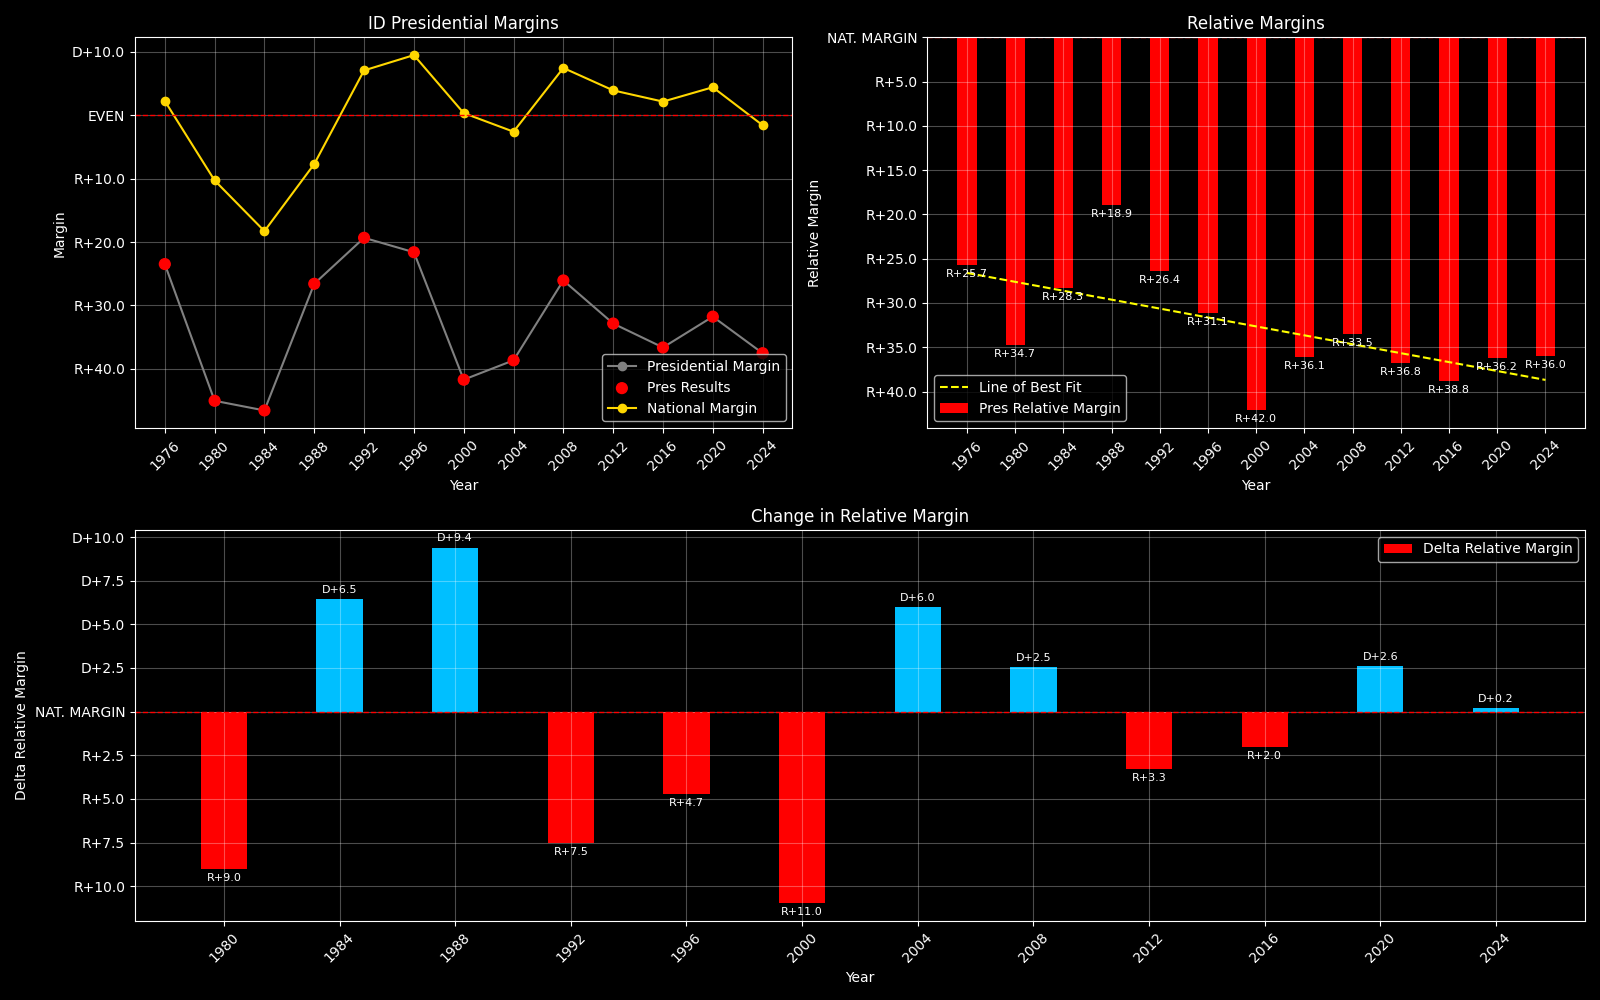 ID Presidential Margins
D+10.0
EVEN
R+10.0
R+20.0
R+30.0
R+40.0
Margin
1976
1980
1984
1988
1992
1996
2000
2004
2008
2012
2016
2020
2024
Year
Presidential Margin
Pres Results
National Margin
Relative Margins
NAT. MARGIN
R+5.0
R+10.0
R+15.0
R+20.0
R+25.0
R+30.0
R+35.0
R+40.0
Relative Margin
R+25.7
R+34.7
R+28.3
R+18.9
R+26.4
R+31.1
R+42.0
R+36.1
R+33.5
R+36.8
R+38.8
R+36.2
R+36.0
Line of Best Fit
Pres Relative Margin
1976
1980
1984
1988
1992
1996
2000
2004
2008
2012
2016
2020
2024
Year
Change in Relative Margin
D+10.0
D+7.5
D+5.0
D+2.5
NAT. MARGIN
R+2.5
R+5.0
R+7.5
R+10.0
Delta Relative Margin
R+9.0
D+6.5
D+9.4
R+7.5
R+4.7
R+11.0
D+6.0
D+2.5
R+3.3
R+2.0
D+2.6
D+0.2
Delta Relative Margin
1980
1984
1988
1992
1996
2000
2004
2008
2012
2016
2020
2024
Year